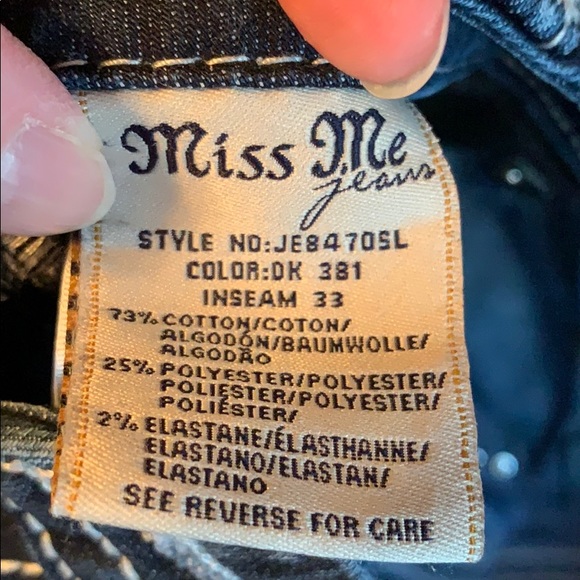 Miss Me
jeans
STYLE NO:JE8470SL
COLOR:DK 381
INSEAM 33
73% COTTON/COTON/
ALGODÓN/BAUMWOLLE/
ALGODÃO
25% POLYESTER/POLYESTER/
POLIÉSTER/POLYESTER/
POLIÉSTER/
2% ELASTANE/ÉLASTHANNE/
ELASTANO/ELASTAN/
ELASTANO
SEE REVERSE FOR CARE